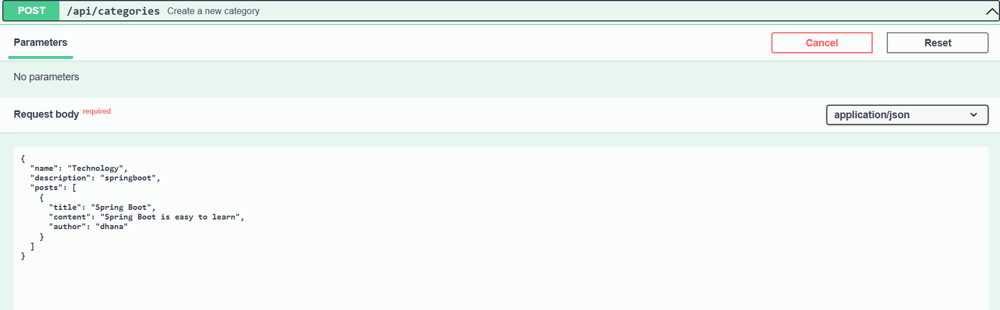 POST /api/categories Create a new category
Parameters Cancel Reset
No parameters
Request body required application/json
{
  "name": "Technology",
  "description": "springboot",
  "posts": [
    {
      "title": "Spring Boot",
      "content": "Spring Boot is easy to learn",
      "author": "dhana"
    }
  ]
}